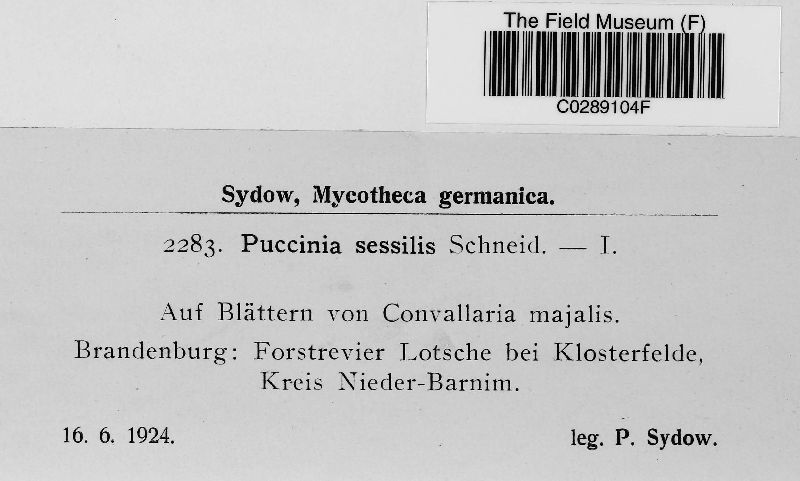 The Field Museum (F)
C0289104F
Sydow, Mycotheca germanica.
2283. Puccinia sessilis Schneid. — I.
Auf Blättern von Convallaria majalis.
Brandenburg: Forstrevier Lotsche bei Klosterfelde,
Kreis Nieder-Barnim.
16. 6. 1924. leg. P. Sydow.